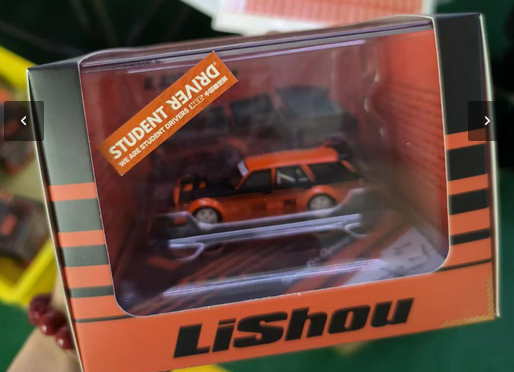 STUDENT DRIVER
WE ARE STUDENT DRIVERS
LiShou